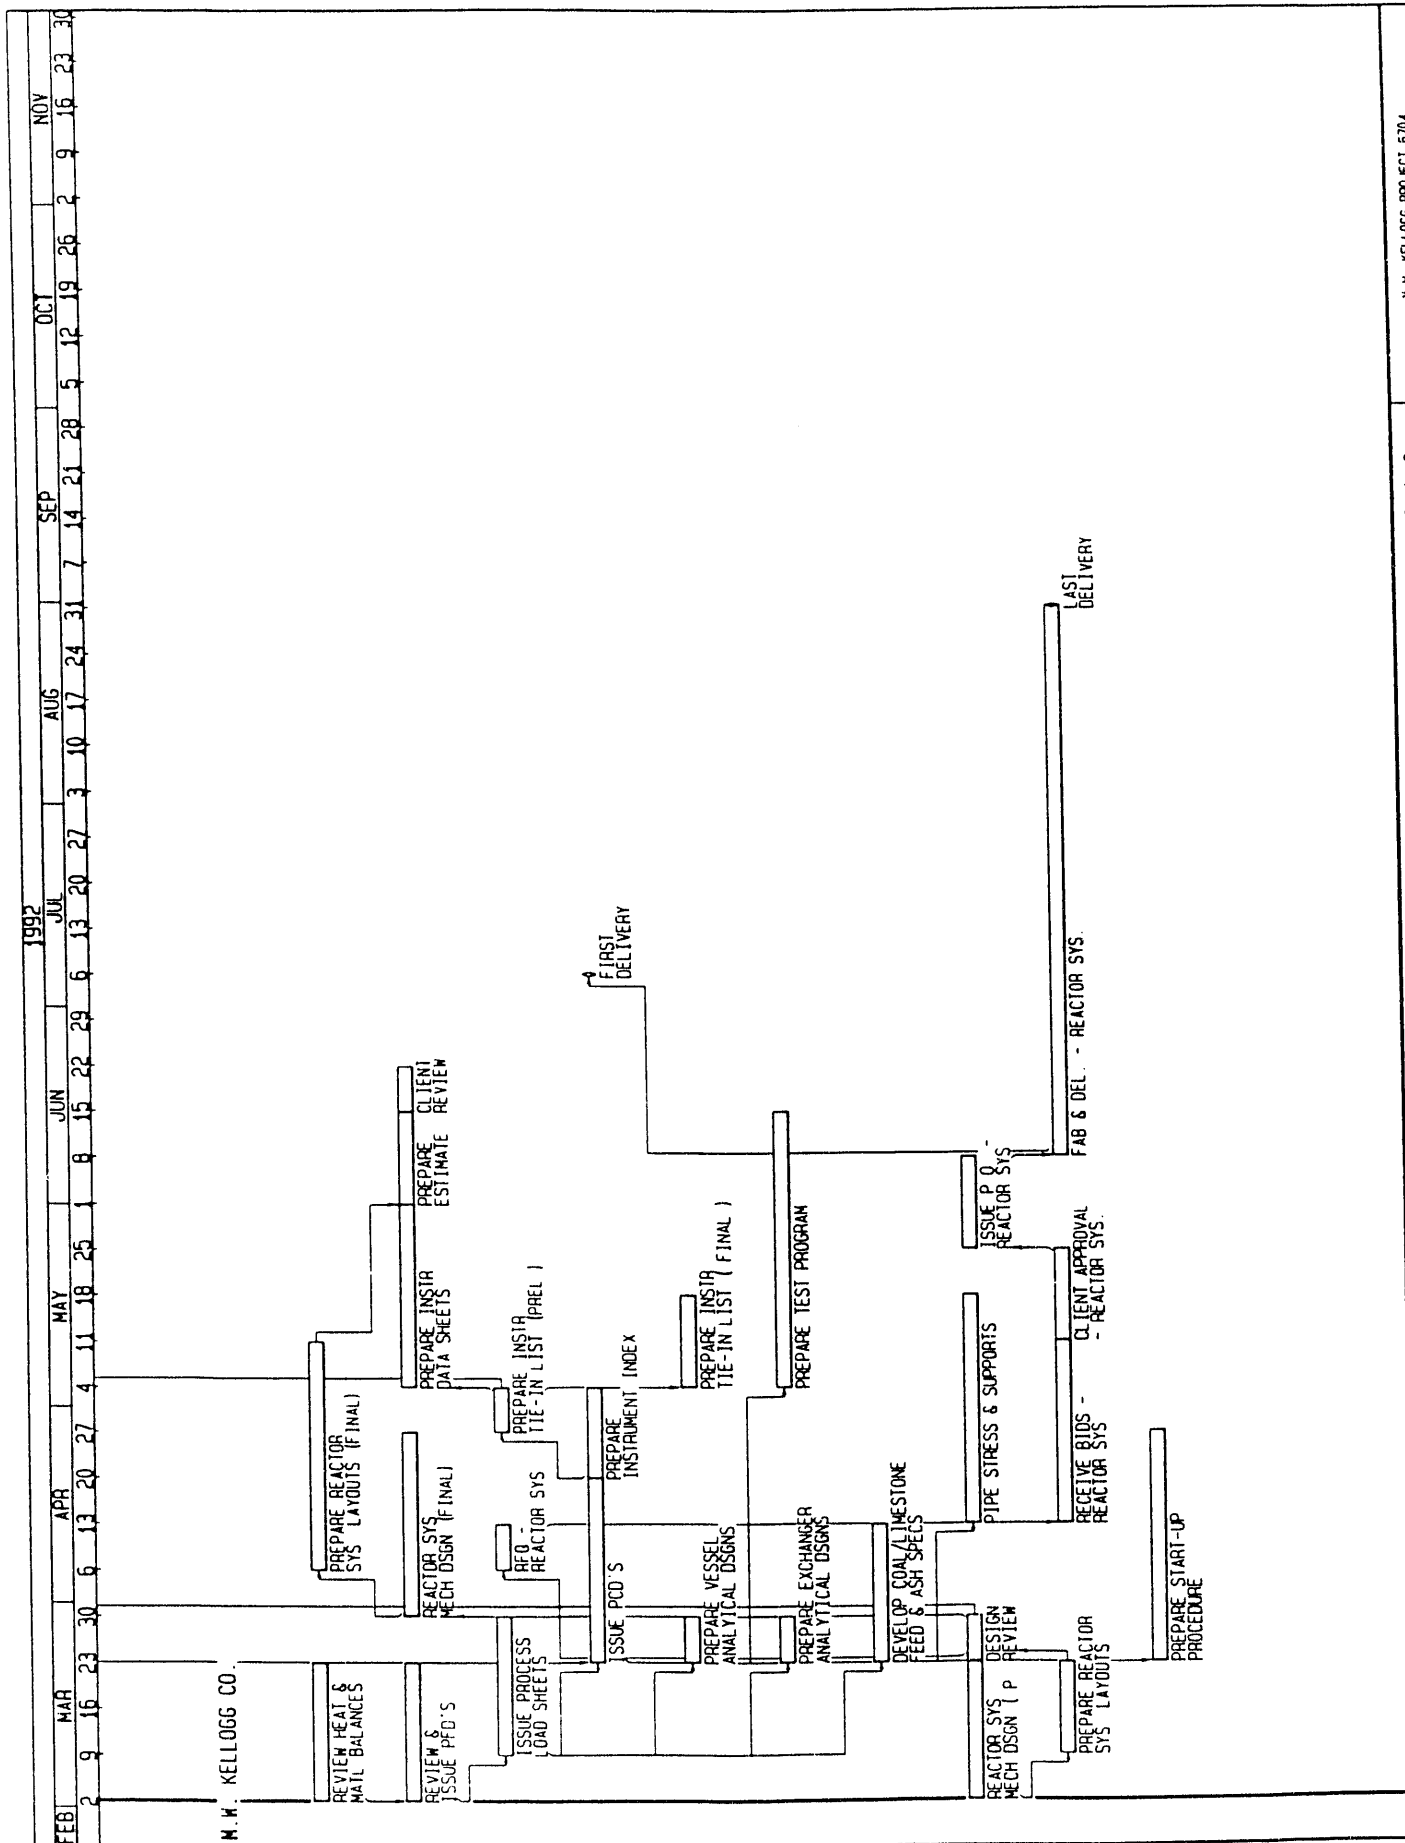 1992
FEB MAR APR MAY JUN JUL AUG SEP OCT NOV
2 9 16 23 30 6 13 20 27 4 11 18 25 1 8 15 22 29 6 13 20 27 3 10 17 24 31 7 14 21 28 5 12 19 26 2 9 16 23 30
M.W. KELLOGG CO.
REVIEW HEAT &
MATL BALANCES
PREPARE REACTOR
SYS LAYOUTS (FINAL)
REVIEW &
ISSUE PFD'S
REACTOR SYS
MECH DSGN (FINAL)
PREPARE INSTR
DATA SHEETS
PREPARE
ESTIMATE
CLIENT
REVIEW
ISSUE PROCESS
LOAD SHEETS
RFQ -
REACTOR SYS
PREPARE INSTR
TIE-IN LIST (PREL )
ISSUE PCD'S
PREPARE
INSTRUMENT INDEX
FIRST
DELIVERY
PREPARE VESSEL
ANALYTICAL DSGNS
PREPARE INSTR
TIE-IN LIST ( FINAL )
PREPARE EXCHANGER
ANALYTICAL DSGNS
PREPARE TEST PROGRAM
DEVELOP COAL/LIMESTONE
FEED & ASH SPECS
REACTOR SYS
MECH DSGN ( P
DESIGN
REVIEW
PIPE STRESS & SUPPORTS
ISSUE P O -
REACTOR SYS
PREPARE REACTOR
SYS LAYOUTS
RECEIVE BIDS -
REACTOR SYS
CLIENT APPROVAL
- REACTOR SYS.
FAB & DEL. - REACTOR SYS.
LAST
DELIVERY
PREPARE START-UP
PROCEDURE
KELLOGG PROJECT 6704